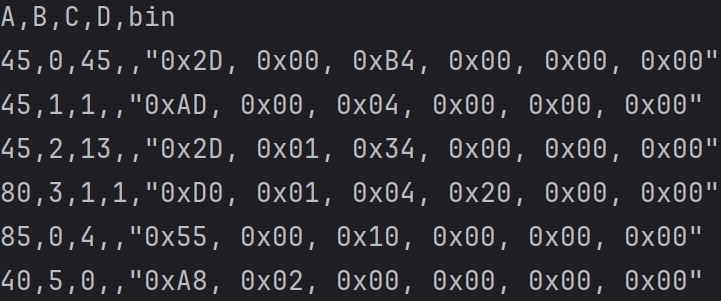 A,B,C,D,bin
45,0,45,,"0x2D, 0x00, 0xB4, 0x00, 0x00, 0x00"
45,1,1,,"0xAD, 0x00, 0x04, 0x00, 0x00, 0x00"
45,2,13,,"0x2D, 0x01, 0x34, 0x00, 0x00, 0x00"
80,3,1,1,"0xD0, 0x01, 0x04, 0x20, 0x00, 0x00"
85,0,4,,"0x55, 0x00, 0x10, 0x00, 0x00, 0x00"
40,5,0,,"0xA8, 0x02, 0x00, 0x00, 0x00, 0x00"